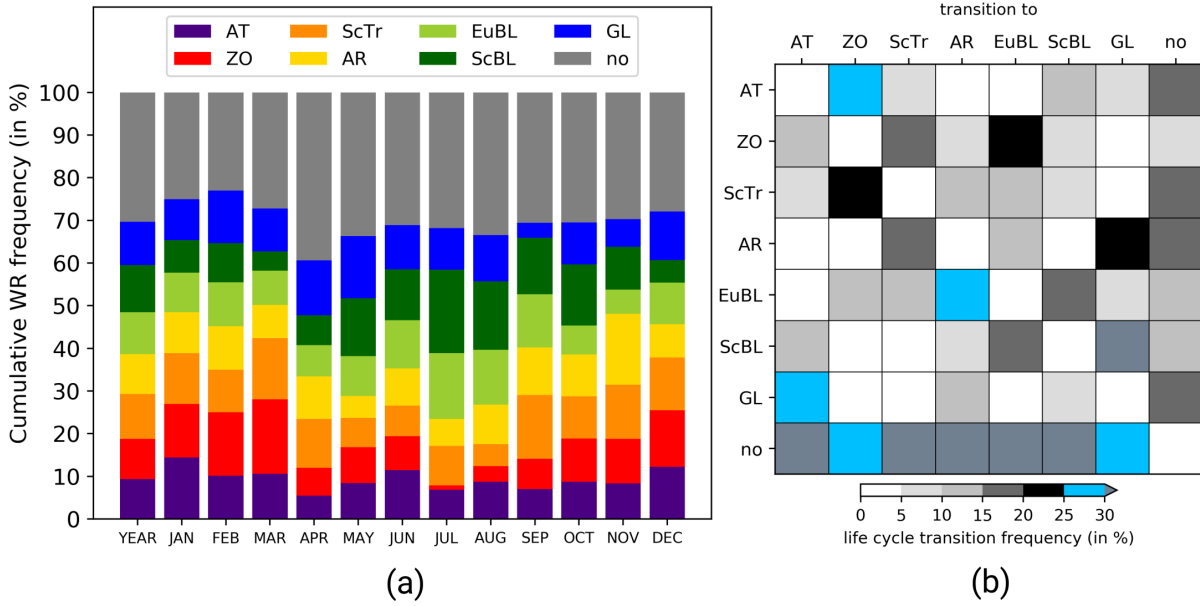 AT ScTr EuBL GL
ZO AR ScBL no
Cumulative WR frequency (in %)
100
90
80
70
60
50
40
30
20
10
0
YEAR JAN FEB MAR APR MAY JUN JUL AUG SEP OCT NOV DEC
(a)
transition to
AT ZO ScTr AR EuBL ScBL GL no
AT
ZO
ScTr
AR
EuBL
ScBL
GL
no
0 5 10 15 20 25 30
life cycle transition frequency (in %)
(b)